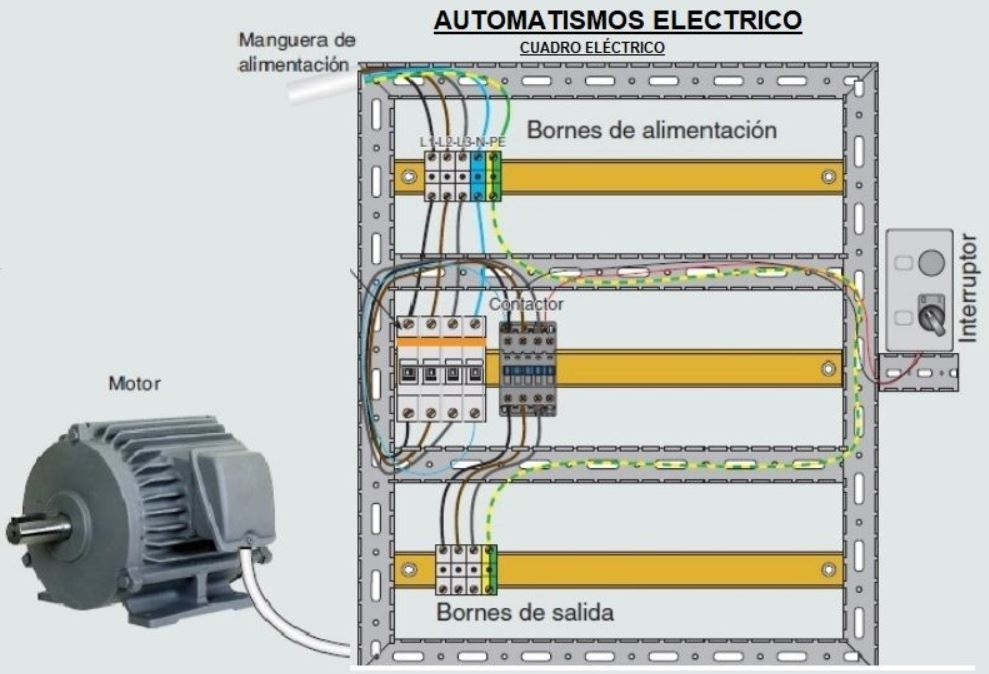 AUTOMATISMOS ELECTRICO
CUADRO ELÉCTRICO
Manguera de
alimentación
Bornes de alimentación
L1-L2-L3-N-PE
Interruptor
Contactor
Motor
Bornes de salida